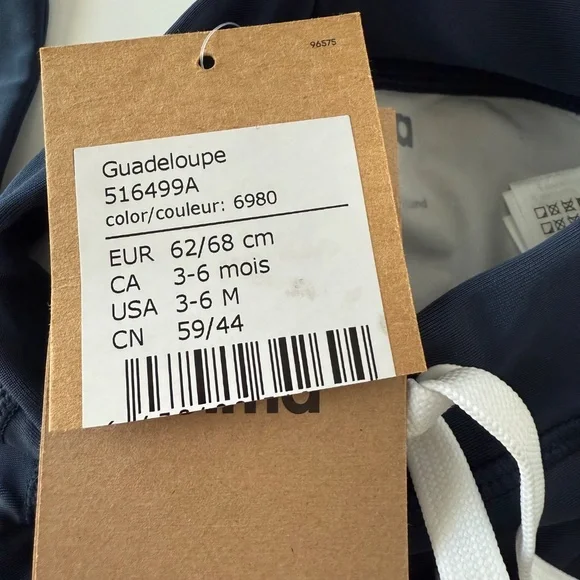 96575
Guadeloupe
516499A
color/couleur: 6980
EUR 62/68 cm
CA 3-6 mois
USA 3-6 M
CN 59/44